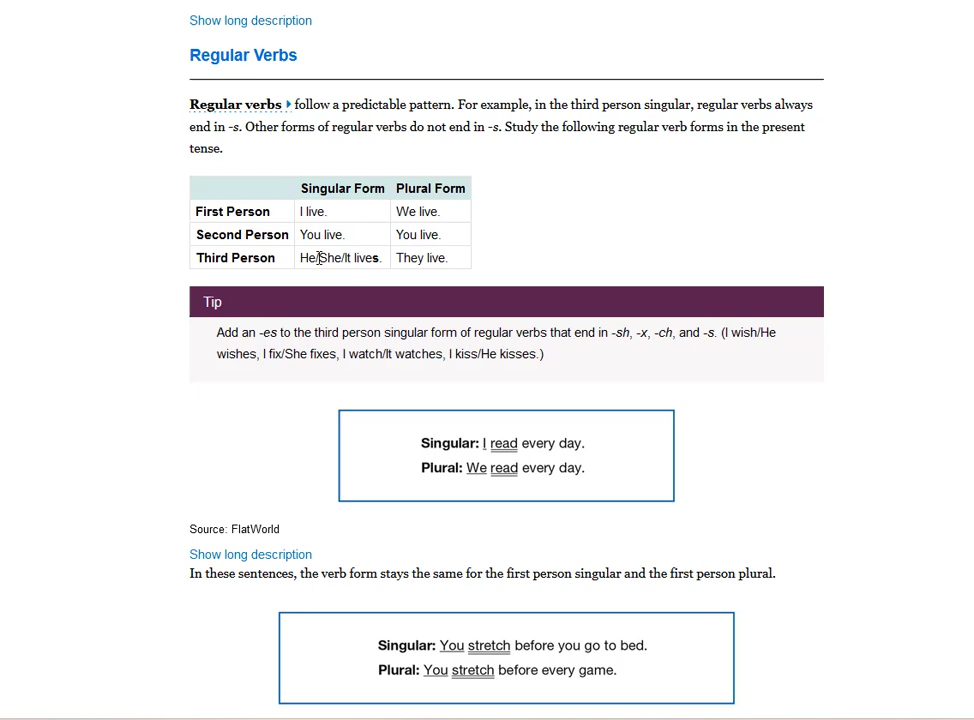 Show long description
Regular Verbs
Regular verbs follow a predictable pattern. For example, in the third person singular, regular verbs always
end in -s. Other forms of regular verbs do not end in -s. Study the following regular verb forms in the present
tense.
Singular Form Plural Form
First Person I live. We live.
Second Person You live. You live.
Third Person He/She/It lives. They live.
Tip
Add an -es to the third person singular form of regular verbs that end in -sh, -x, -ch, and -s. (I wish/He
wishes, I fix/She fixes, I watch/It watches, I kiss/He kisses.)
Singular: I read every day.
Plural: We read every day.
Source: FlatWorld
Show long description
In these sentences, the verb form stays the same for the first person singular and the first person plural.
Singular: You stretch before you go to bed.
Plural: You stretch before every game.